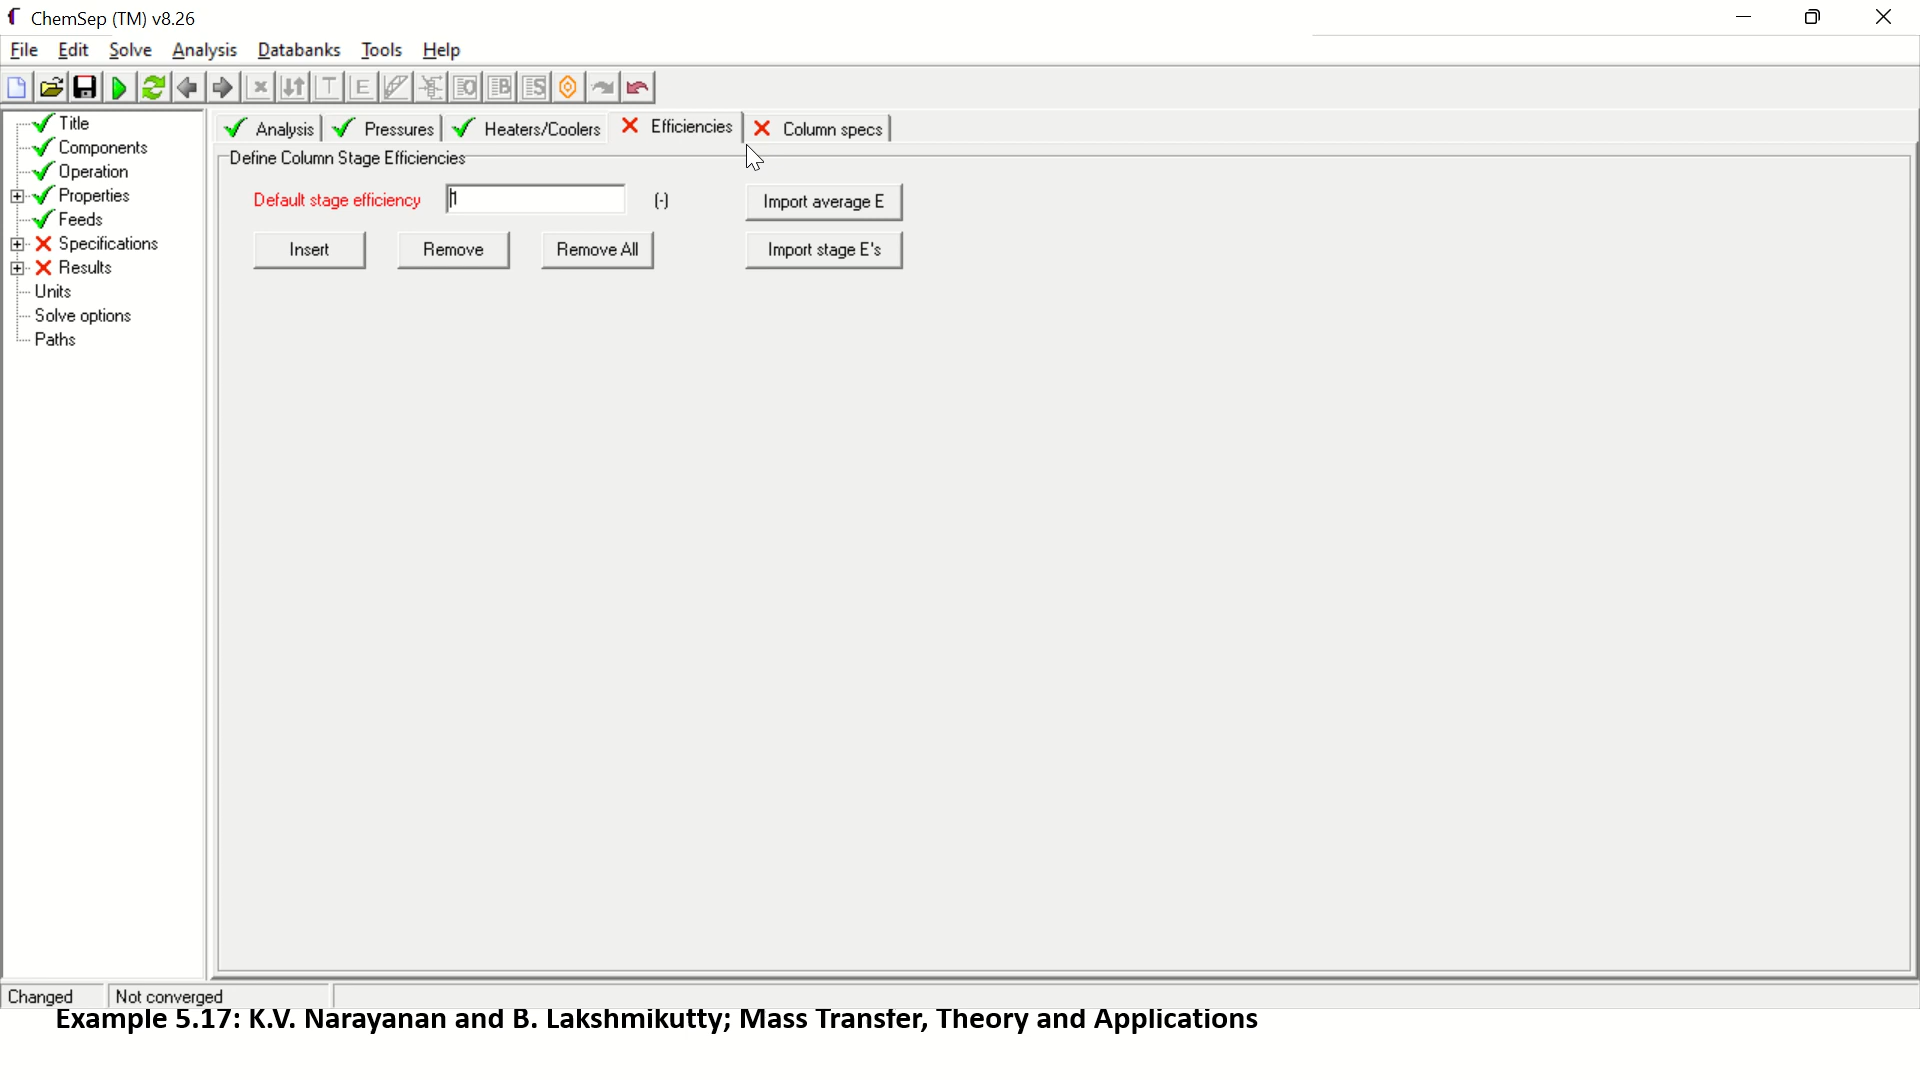 ChemSep (TM) v8.26
File Edit Solve Analysis Databanks Tools Help
Title
Components
Operation
Properties
Feeds
Specifications
Results
Units
Solve options
Paths
Analysis Pressures Heaters/Coolers Efficiencies Column specs
Define Column Stage Efficiencies
Default stage efficiency 1 (-) Import average E
Insert Remove Remove All Import stage E's
Changed Not converged
Example 5.17: K.V. Narayanan and B. Lakshmikutty; Mass Transfer, Theory and Applications